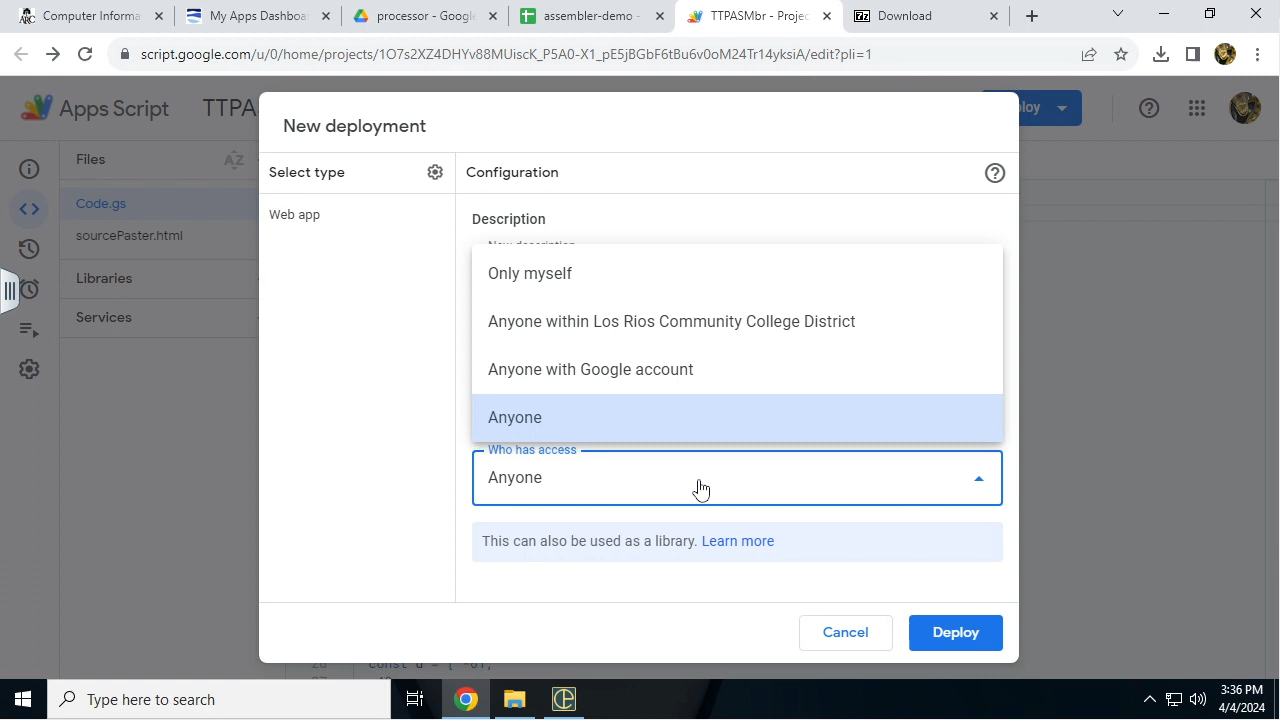 Computer Informa
My Apps Dashboa
processor - Google
assembler-demo -
TTPASMbr - Projec
Download
script.google.com/u/0/home/projects/1O7s2XZ4DHYv88MUiscK_P5A0-X1_pE5jBGbF6tBu6v0oM24Tr14yksiA/edit?pli=1
Apps Script
TTPAS
New deployment
Files
AZ
Select type
Configuration
Code.gs
sourcePaster.html
Web app
Description
Libraries
Services
Only myself
Anyone within Los Rios Community College District
Anyone with Google account
Anyone
Who has access
Anyone
This can also be used as a library. Learn more
Cancel
Deploy
Type here to search
3:36 PM
4/4/2024